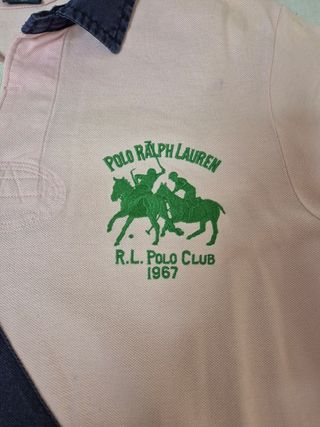 POLO RALPH LAUREN
R.L. POLO CLUB
1967